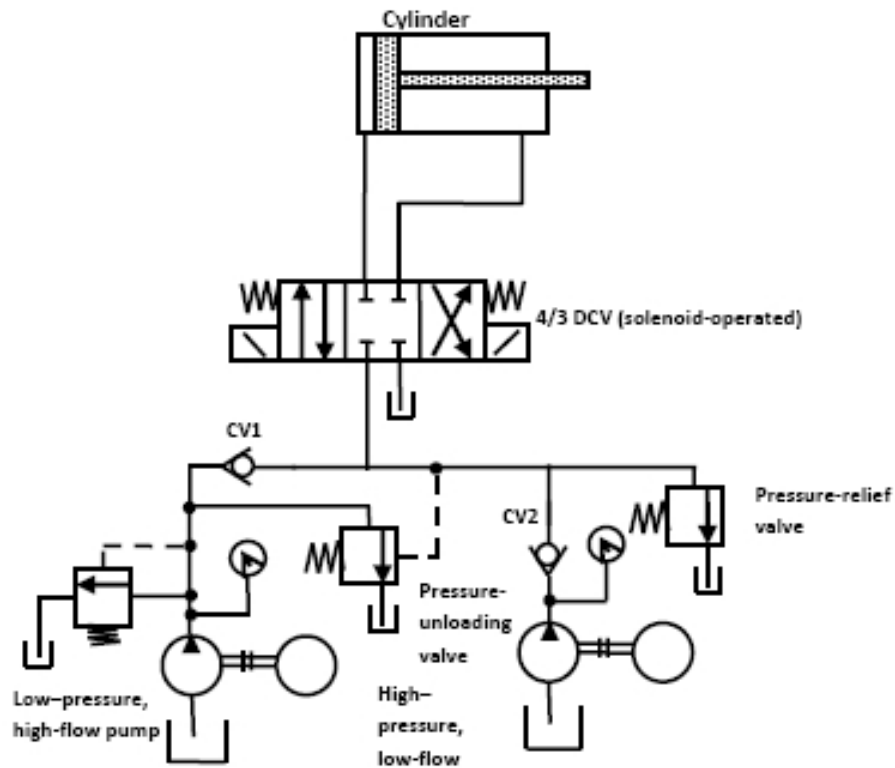 Cylinder
4/3 DCV (solenoid-operated)
CV1
Pressure-relief
valve
CV2
Pressure-
unloading
valve
Low–pressure,
high-flow pump
High–
pressure,
low-flow